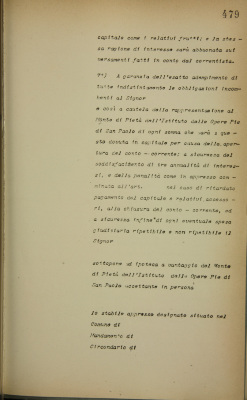 479
capitale come i relativi frutti; e la stes-
sa ragione di interesse sarà abbonata sui
versamenti fatti in conto dal correntista.
7°) A garanzia dell'esatto adempimento di
tutte indistintamente le obbligazioni incom-
benti al Signor
e così a cautela della rappresentazione al
Monte di Pietà dell'Istituto delle Opere Pie
di San Paolo di ogni somma che sarà a que-
sto dovuta in capitale per causa della aper-
tura del conto - corrente; a sicurezza del
soddisfacimento di tre annualità di interes-
si, e della penalità come in appresso com-
minata all'art. nel caso di ritardato
pagamento del capitale e relativi accesso-
ri, alla chiusura del conto - corrente, ed
a sicurezza infine di ogni eventuale spesa
giudiziaria ripetibile e non ripetibile il
Signor
sottopone ad ipoteca a vantaggio del Monte
di Pietà dell'Istituto delle Opere Pie di
San Paolo accettante in persona
lo stabile appresso designato situato nel
Comune di
Mandamento di
Circondario di